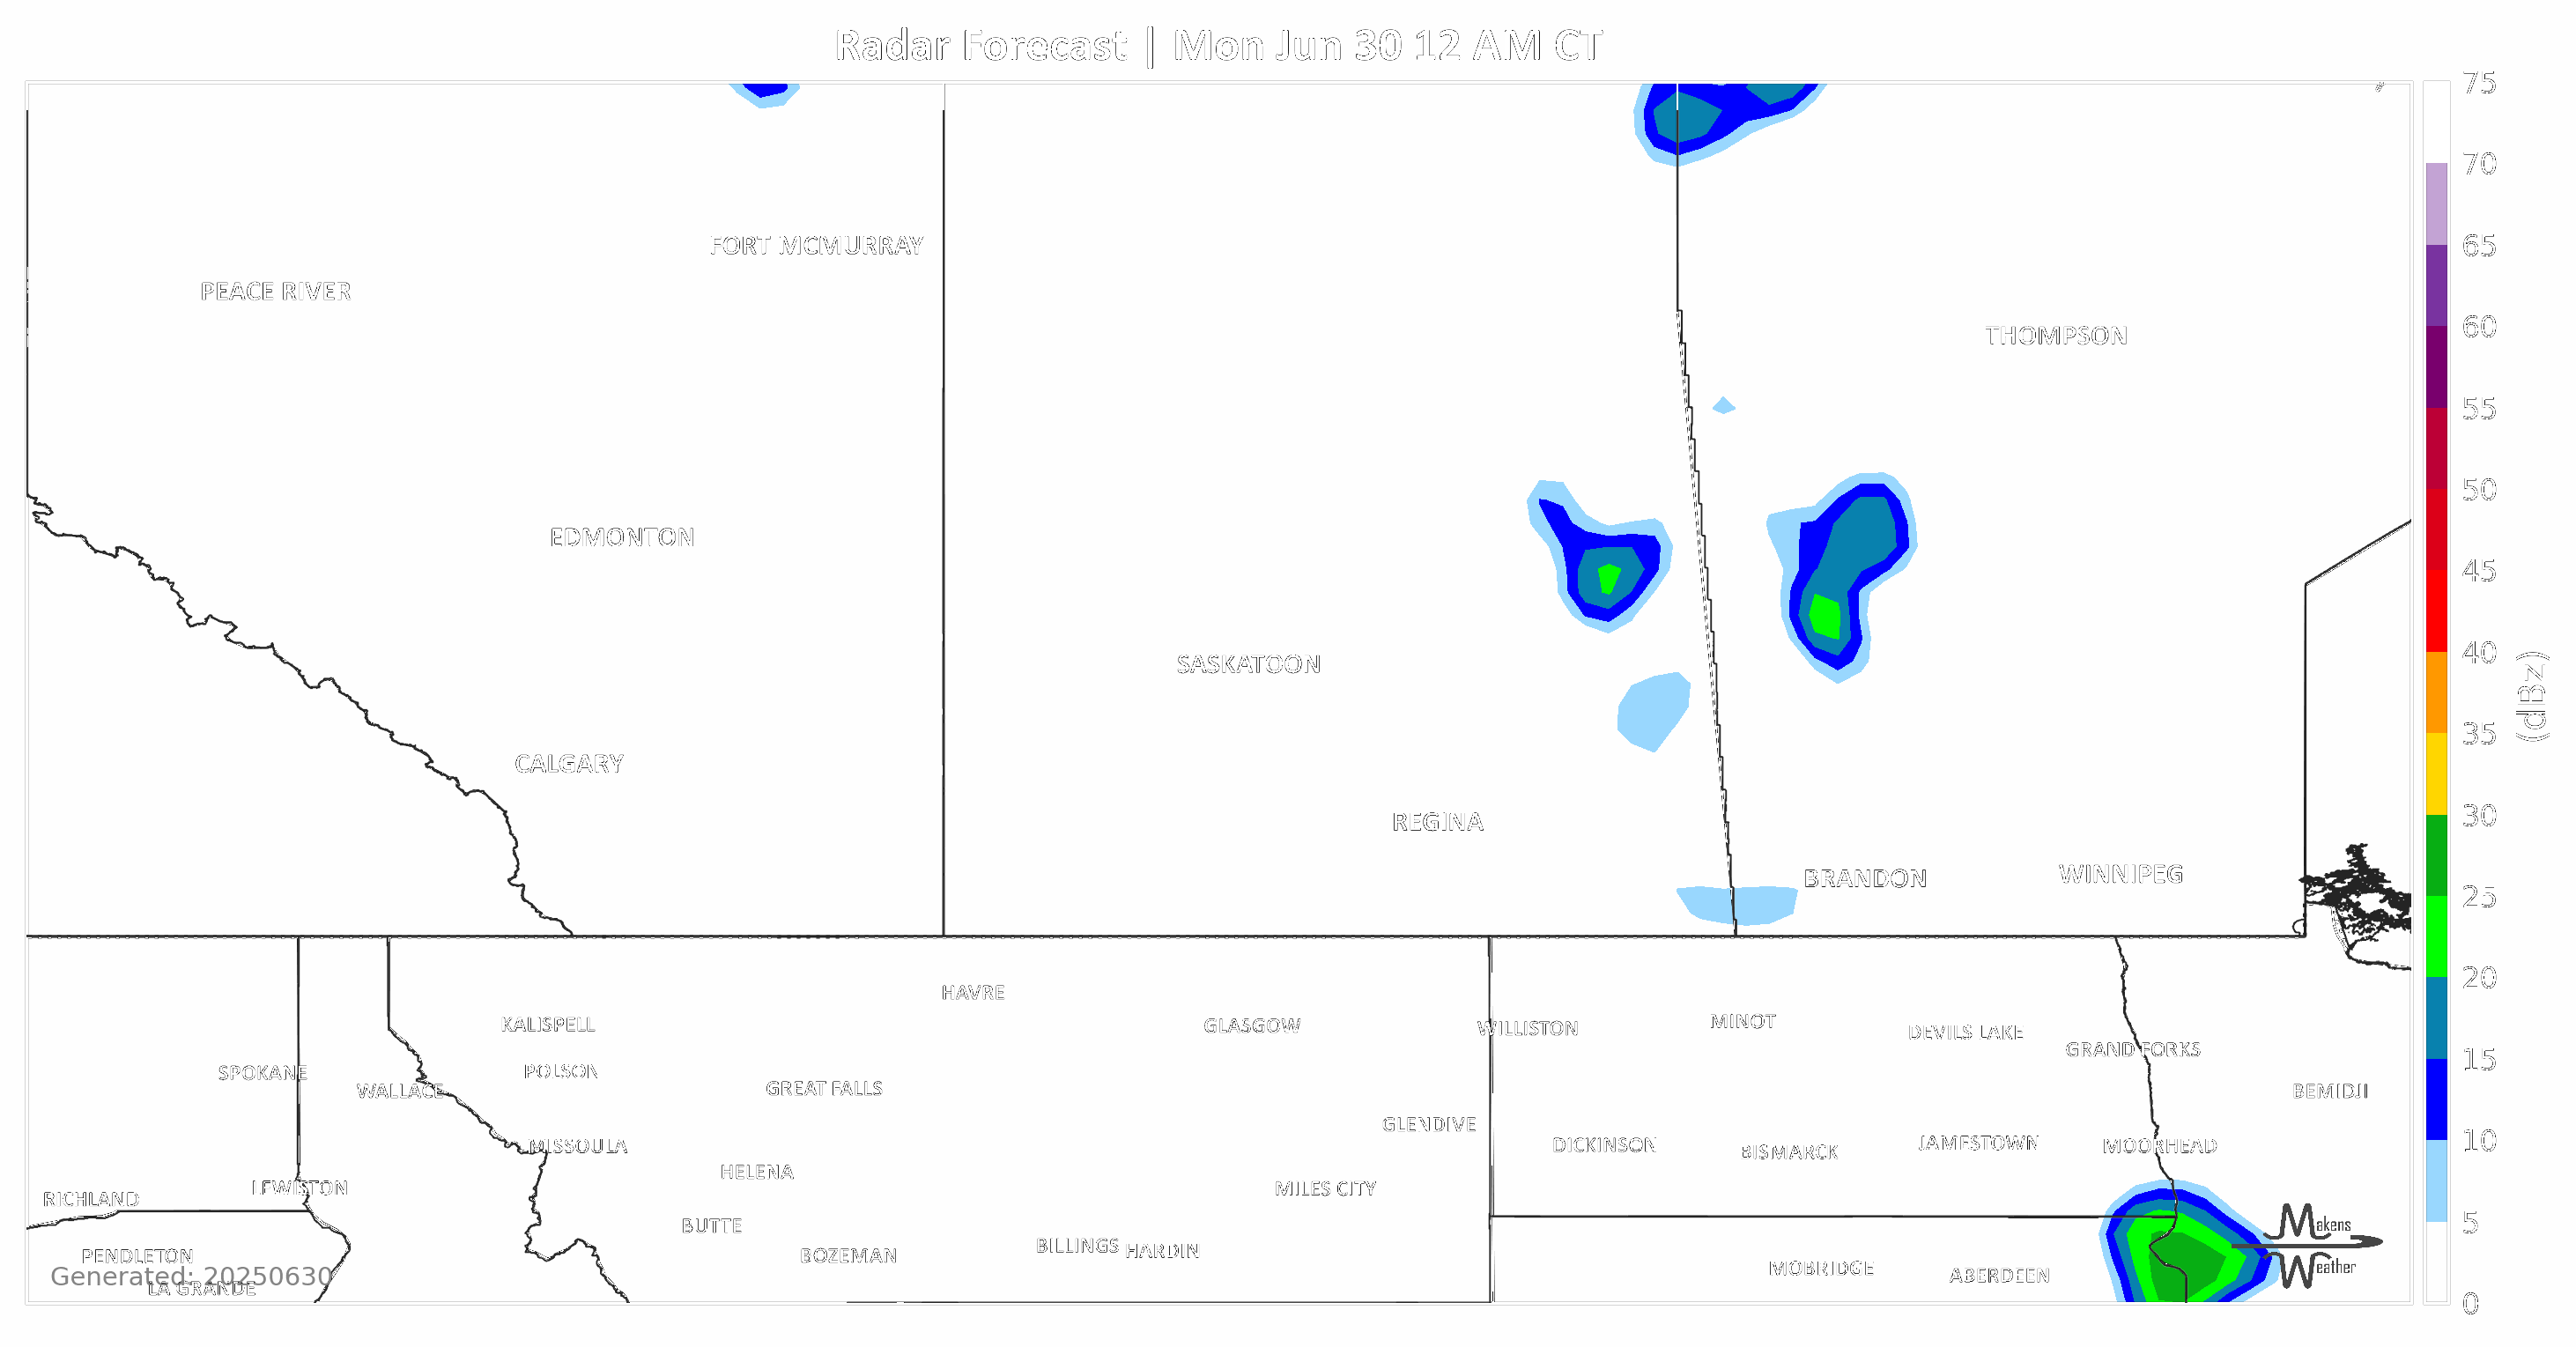 Radar Forecast | Mon Jun 30 12 AM CT
75
70
FORT MCMURRAY
65
PEACE RIVER
60
THOMPSON
55
50
EDMONTON
45
SASKATOON
40
(dBz)
35
CALGARY
REGINA
30
BRANDON
WINNIPEG
25
20
HAVRE
KALISPELL
GLASGOW
WILLISTON
MINOT
DEVILS LAKE
GRAND FORKS
15
SPOKANE
POLSON
WALLACE
GREAT FALLS
BEMIDJI
GLENDIVE
10
MISSOULA
DICKINSON
BISMARCK
JAMESTOWN
MOORHEAD
HELENA
LEWISTON
MILES CITY
RICHLAND
5
BUTTE
Makens
Weather
PENDLETON
BOZEMAN
BILLINGS
HARDIN
MOBRIDGE
ABERDEEN
Generated: 20250630
LA GRANDE
0